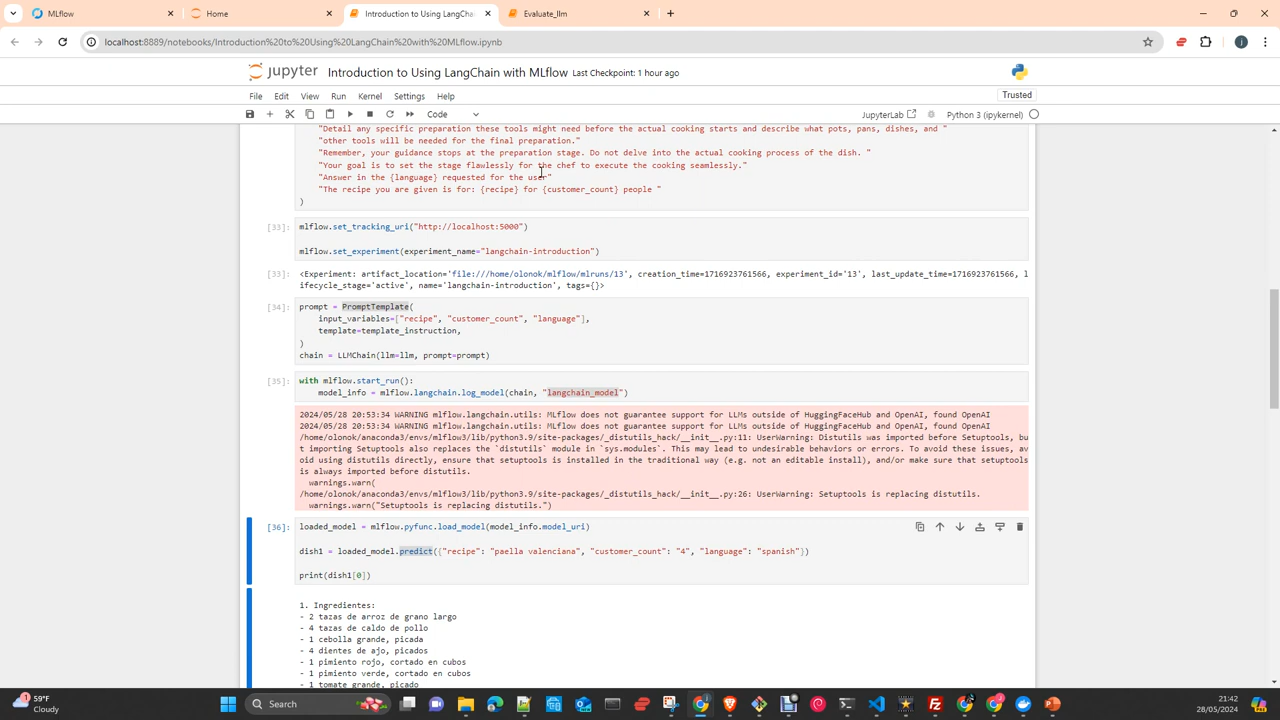 MLflow
Home
Introduction to Using LangCha
Evaluate_llm
localhost:8889/notebooks/Introduction%20to%20Using%20LangChain%20with%20MLflow.ipynb
jupyter Introduction to Using LangChain with MLflow Last Checkpoint: 1 hour ago
File Edit View Run Kernel Settings Help
Trusted
Code
JupyterLab
Python 3 (ipykernel)
"Detail any specific preparation these tools might need before the actual cooking starts and describe what pots, pans, dishes, and "
"other tools will be needed for the final preparation."
"Remember, your guidance stops at the preparation stage. Do not delve into the actual cooking process of the dish. "
"Your goal is to set the stage flawlessly for the chef to execute the cooking seamlessly."
"Answer in the {language} requested for the user"
"The recipe you are given is for: {recipe} for {customer_count} people "
)
[33]: mlflow.set_tracking_uri("http://localhost:5000")
mlflow.set_experiment(experiment_name="langchain-introduction")
[33]: <Experiment: artifact_location='file:///home/olonok/mlflow/mlruns/13', creation_time=1716923761566, experiment_id='13', last_update_time=1716923761566, l
ifecycle_stage='active', name='langchain-introduction', tags={}>
[34]: prompt = PromptTemplate(
input_variables=["recipe", "customer_count", "language"],
template=template_instruction,
)
chain = LLMChain(llm=llm, prompt=prompt)
[35]: with mlflow.start_run():
model_info = mlflow.langchain.log_model(chain, "langchain_model")
2024/05/28 20:53:34 WARNING mlflow.langchain.utils: MLflow does not guarantee support for LLMs outside of HuggingFaceHub and OpenAI, found OpenAI
2024/05/28 20:53:34 WARNING mlflow.langchain.utils: MLflow does not guarantee support for LLMs outside of HuggingFaceHub and OpenAI, found OpenAI
/home/olonok/anaconda3/envs/mlflow3/lib/python3.9/site-packages/_distutils_hack/__init__.py:11: UserWarning: Distutils was imported before Setuptools, bu
t importing Setuptools also replaces the `distutils` module in `sys.modules`. This may lead to undesirable behaviors or errors. To avoid these issues, av
oid using distutils directly, ensure that setuptools is installed in the traditional way (e.g. not an editable install), and/or make sure that setuptools
is always imported before distutils.
warnings.warn(
/home/olonok/anaconda3/envs/mlflow3/lib/python3.9/site-packages/_distutils_hack/__init__.py:26: UserWarning: Setuptools is replacing distutils.
warnings.warn("Setuptools is replacing distutils.")
[36]: loaded_model = mlflow.pyfunc.load_model(model_info.model_uri)
dish1 = loaded_model.predict({"recipe": "paella valenciana", "customer_count": "4", "language": "spanish"})
print(dish1[0])
1. Ingredientes:
- 2 tazas de arroz de grano largo
- 4 tazas de caldo de pollo
- 1 cebolla grande, picada
- 4 dientes de ajo, picados
- 1 pimiento rojo, cortado en cubos
- 1 pimiento verde, cortado en cubos
- 1 tomate grande, picado
59°F
Cloudy
Search
21:42
28/05/2024